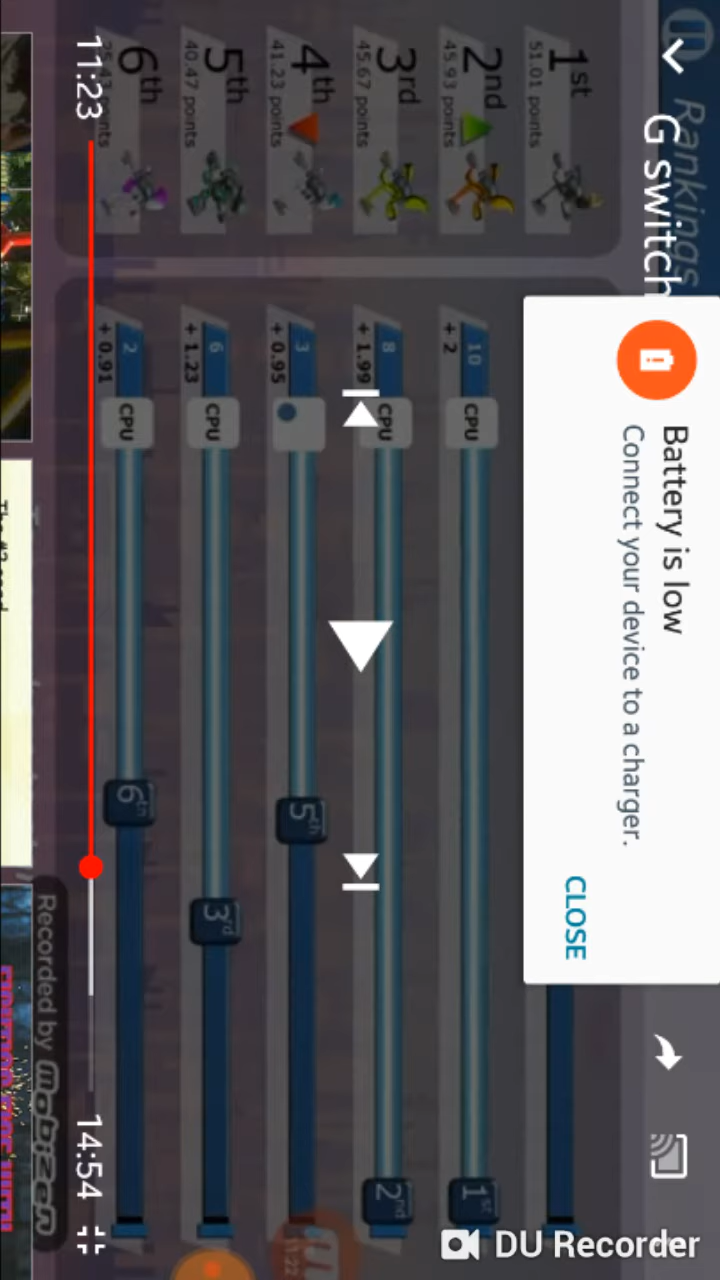 Rankings
G switch
Battery is low
Connect your device to a charger.
CLOSE
1st
51.01 points
2nd
45.93 points
10
+ 2
CPU
1st
3rd
45.67 points
8
+ 1.99
CPU
2nd
4th
41.23 points
3
+ 0.95
5th
5th
40.47 points
6
+ 1.23
CPU
3rd
6th
points
2
+ 0.91
CPU
6th
11:23
14:54
Recorded by mobizen
11:22
DU Recorder